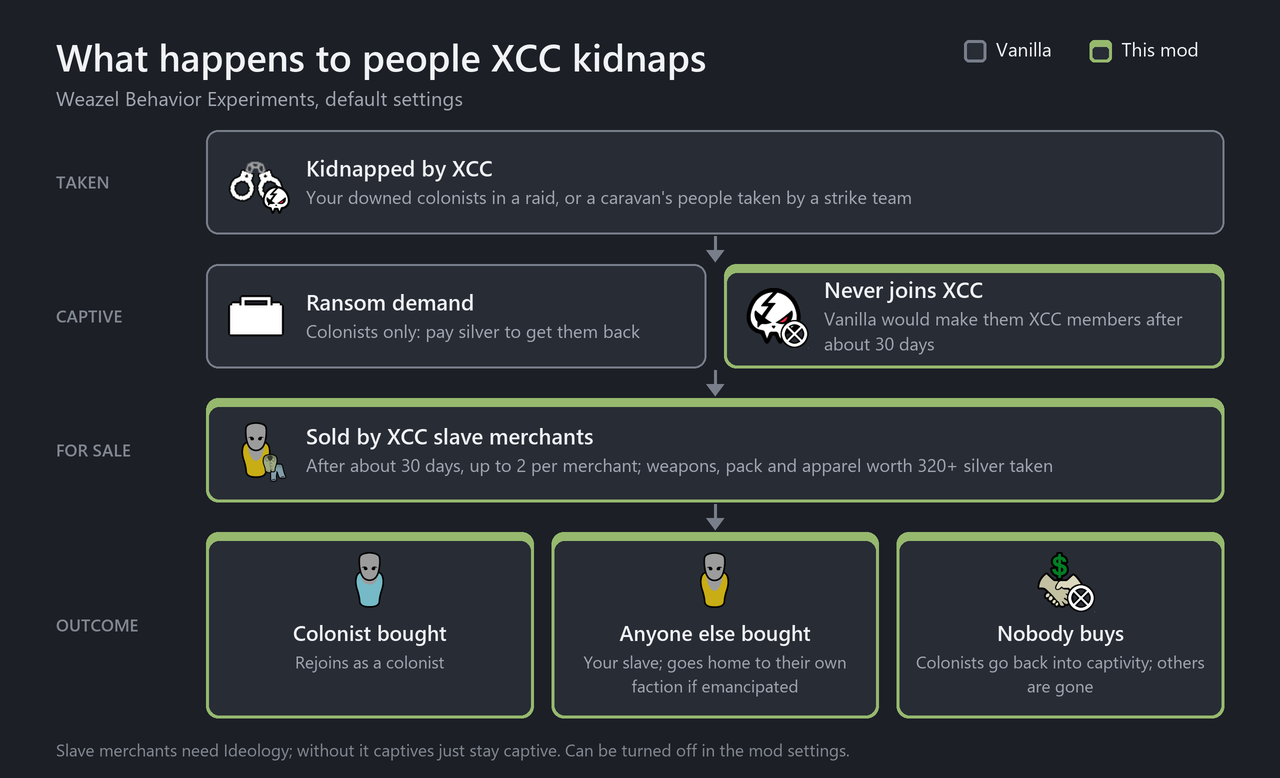 What happens to people XCC kidnaps
Vanilla
This mod
Weazel Behavior Experiments, default settings
TAKEN
Kidnapped by XCC
Your downed colonists in a raid, or a caravan's people taken by a strike team
CAPTIVE
Ransom demand
Colonists only: pay silver to get them back
Never joins XCC
Vanilla would make them XCC members after
about 30 days
FOR SALE
Sold by XCC slave merchants
After about 30 days, up to 2 per merchant; weapons, pack and apparel worth 320+ silver taken
OUTCOME
Colonist bought
Rejoins as a colonist
Anyone else bought
Your slave; goes home to their own
faction if emancipated
$
Nobody buys
Colonists go back into captivity; others
are gone
Slave merchants need Ideology; without it captives just stay captive. Can be turned off in the mod settings.